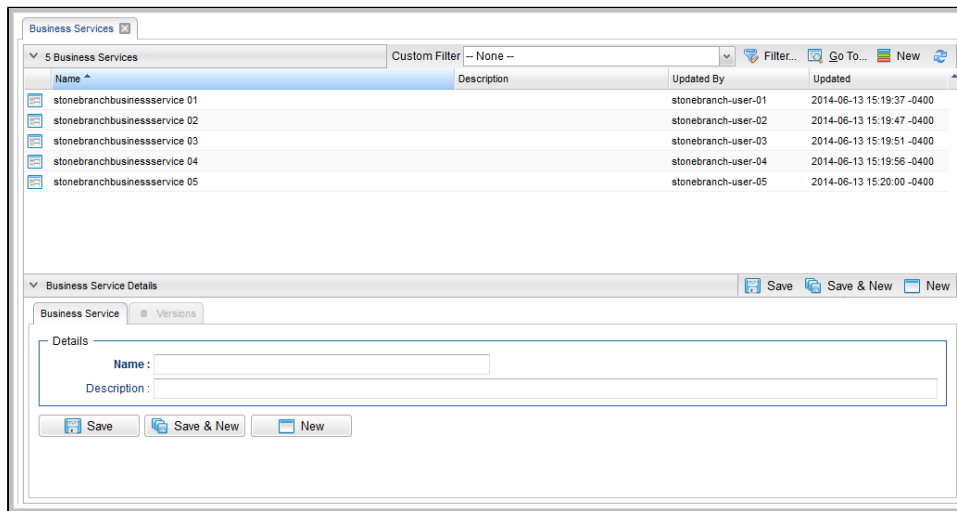 Business Services
5 Business Services Custom Filter -- None -- Filter... Go To... New
Name Description Updated By Updated
stonebranchbusinessservice 01 stonebranch-user-01 2014-06-13 15:19:37 -0400
stonebranchbusinessservice 02 stonebranch-user-02 2014-06-13 15:19:47 -0400
stonebranchbusinessservice 03 stonebranch-user-03 2014-06-13 15:19:51 -0400
stonebranchbusinessservice 04 stonebranch-user-04 2014-06-13 15:19:56 -0400
stonebranchbusinessservice 05 stonebranch-user-05 2014-06-13 15:20:00 -0400
Business Service Details Save Save & New New
Business Service Versions
Details
Name :
Description :
Save Save & New New